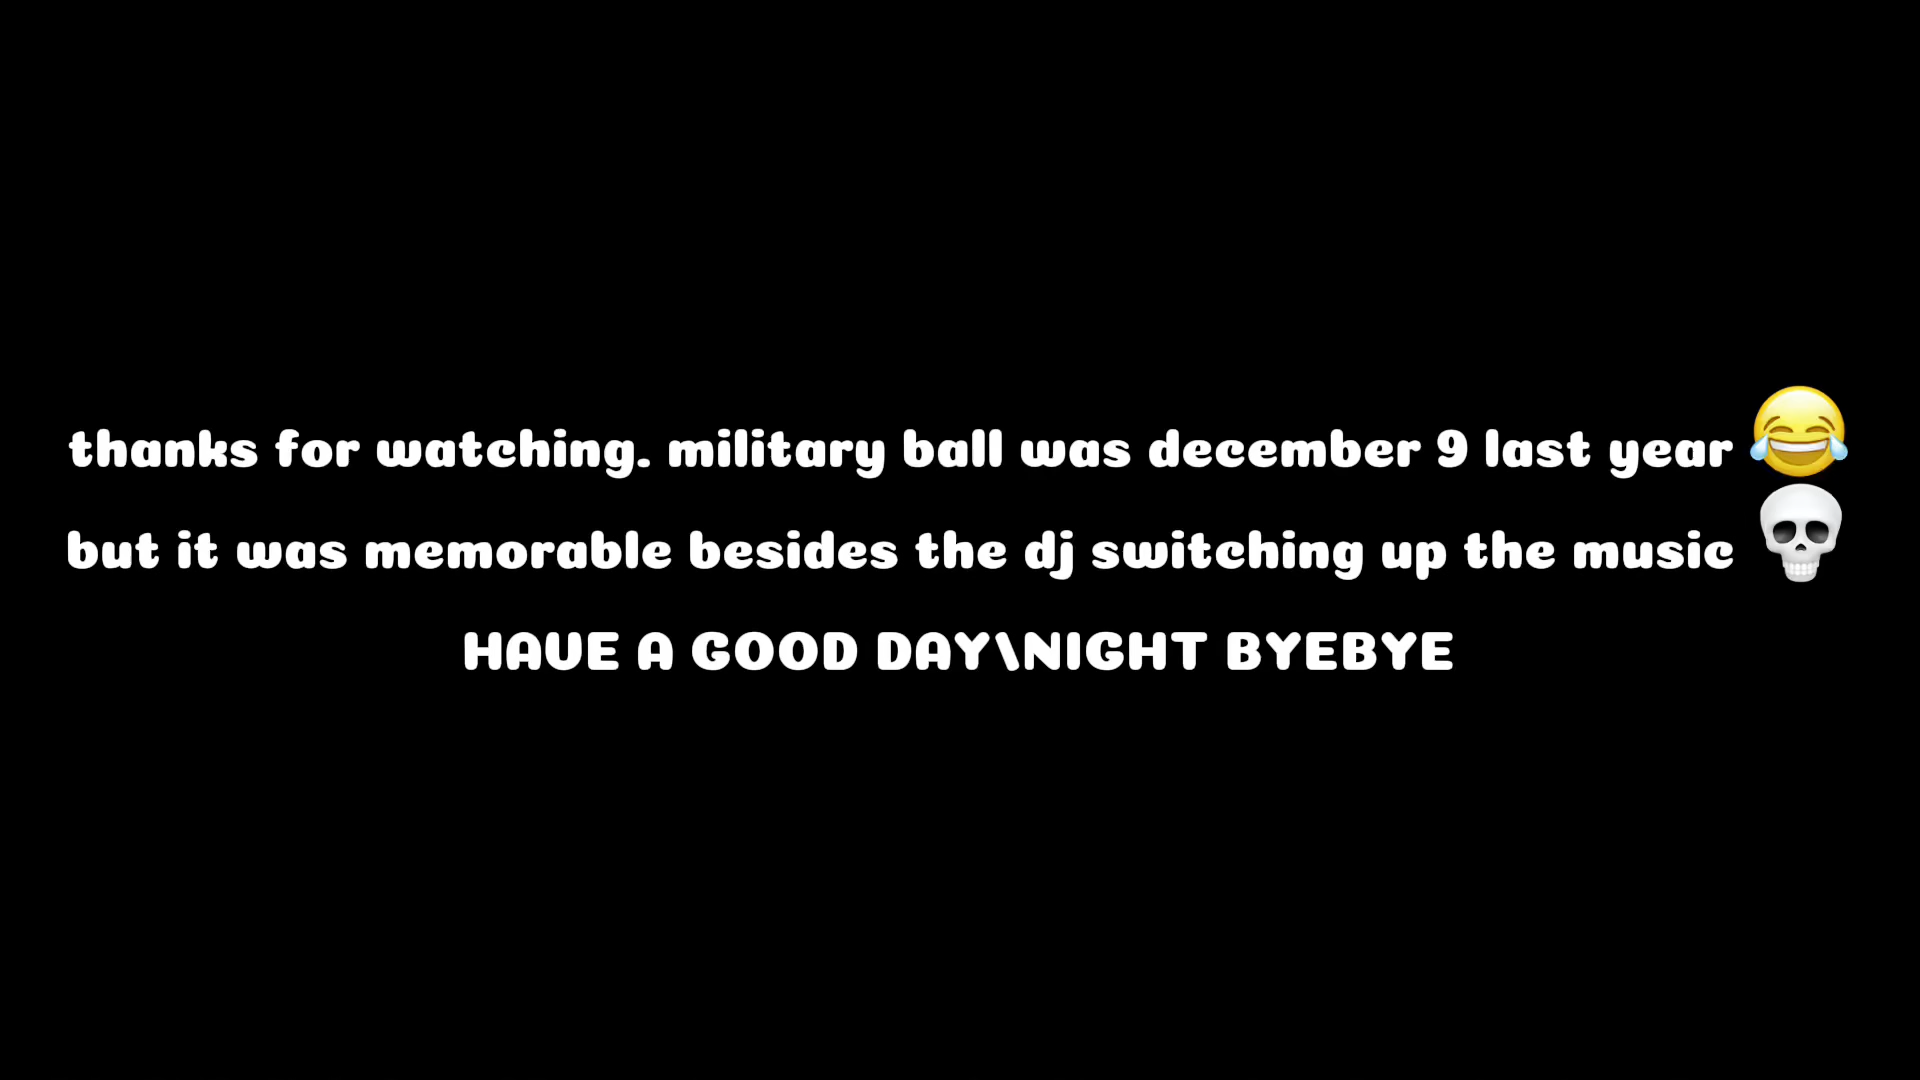 thanks for watching. military ball was december 9 last year 😂
but it was memorable besides the dj switching up the music 💀
HAVE A GOOD DAY\NIGHT BYEBYE